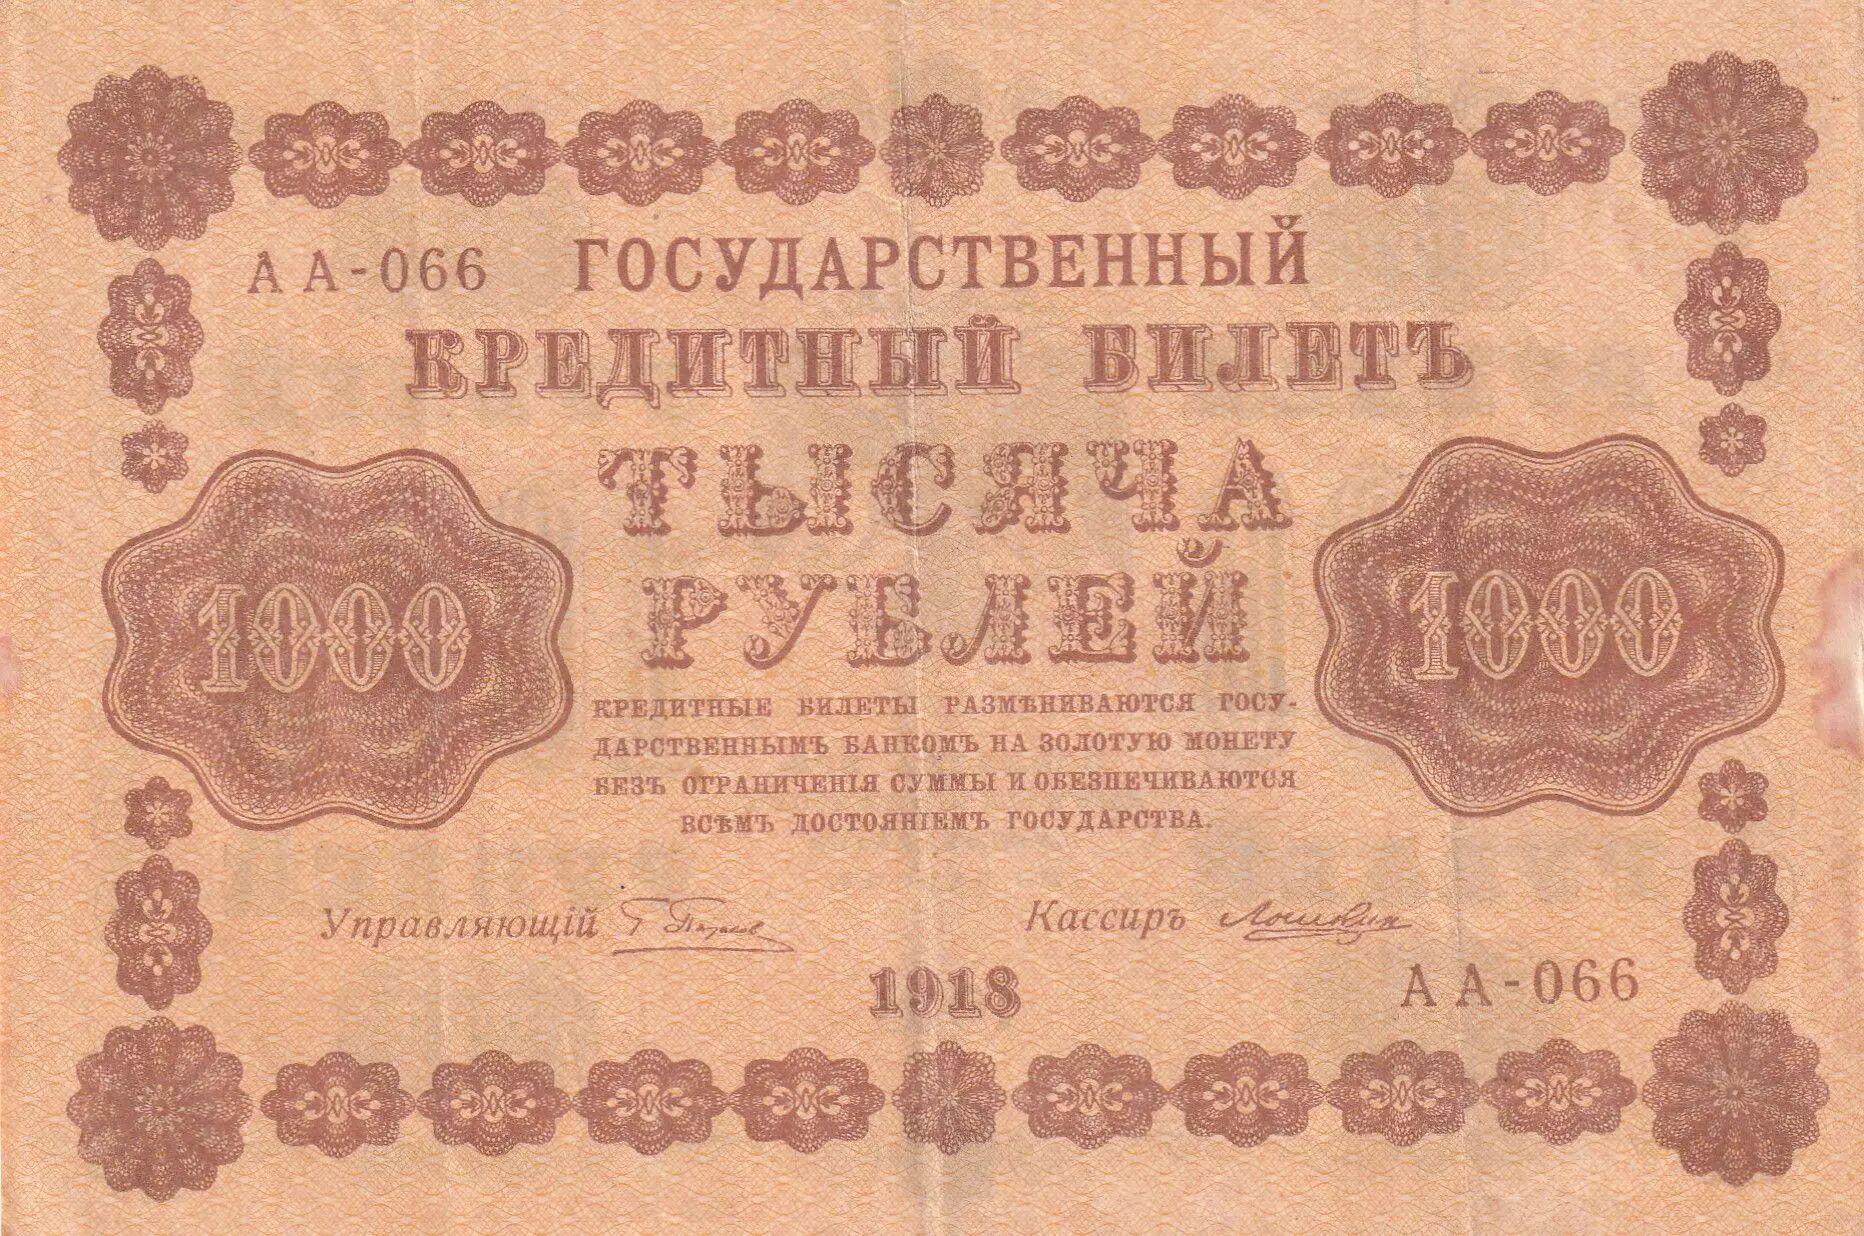 АА-066 ГОСУДАРСТВЕННЫЙ
КРЕДИТНЫЙ БИЛЕТЪ
ТЫСЯЧА
РУБЛЕЙ
1000 1000
КРЕДИТНЫЕ БИЛЕТЫ РАЗМѢНИВАЮТСЯ ГОСУ-
ДАРСТВЕННЫМЪ БАНКОМЪ НА ЗОЛОТУЮ МОНЕТУ
БЕЗЪ ОГРАНИЧЕНІЯ СУММЫ И ОБЕЗПЕЧИВАЮТСЯ
ВСѢМЪ ДОСТОЯНІЕМЪ ГОСУДАРСТВА.
Управляющій Кассиръ
1918
АА-066